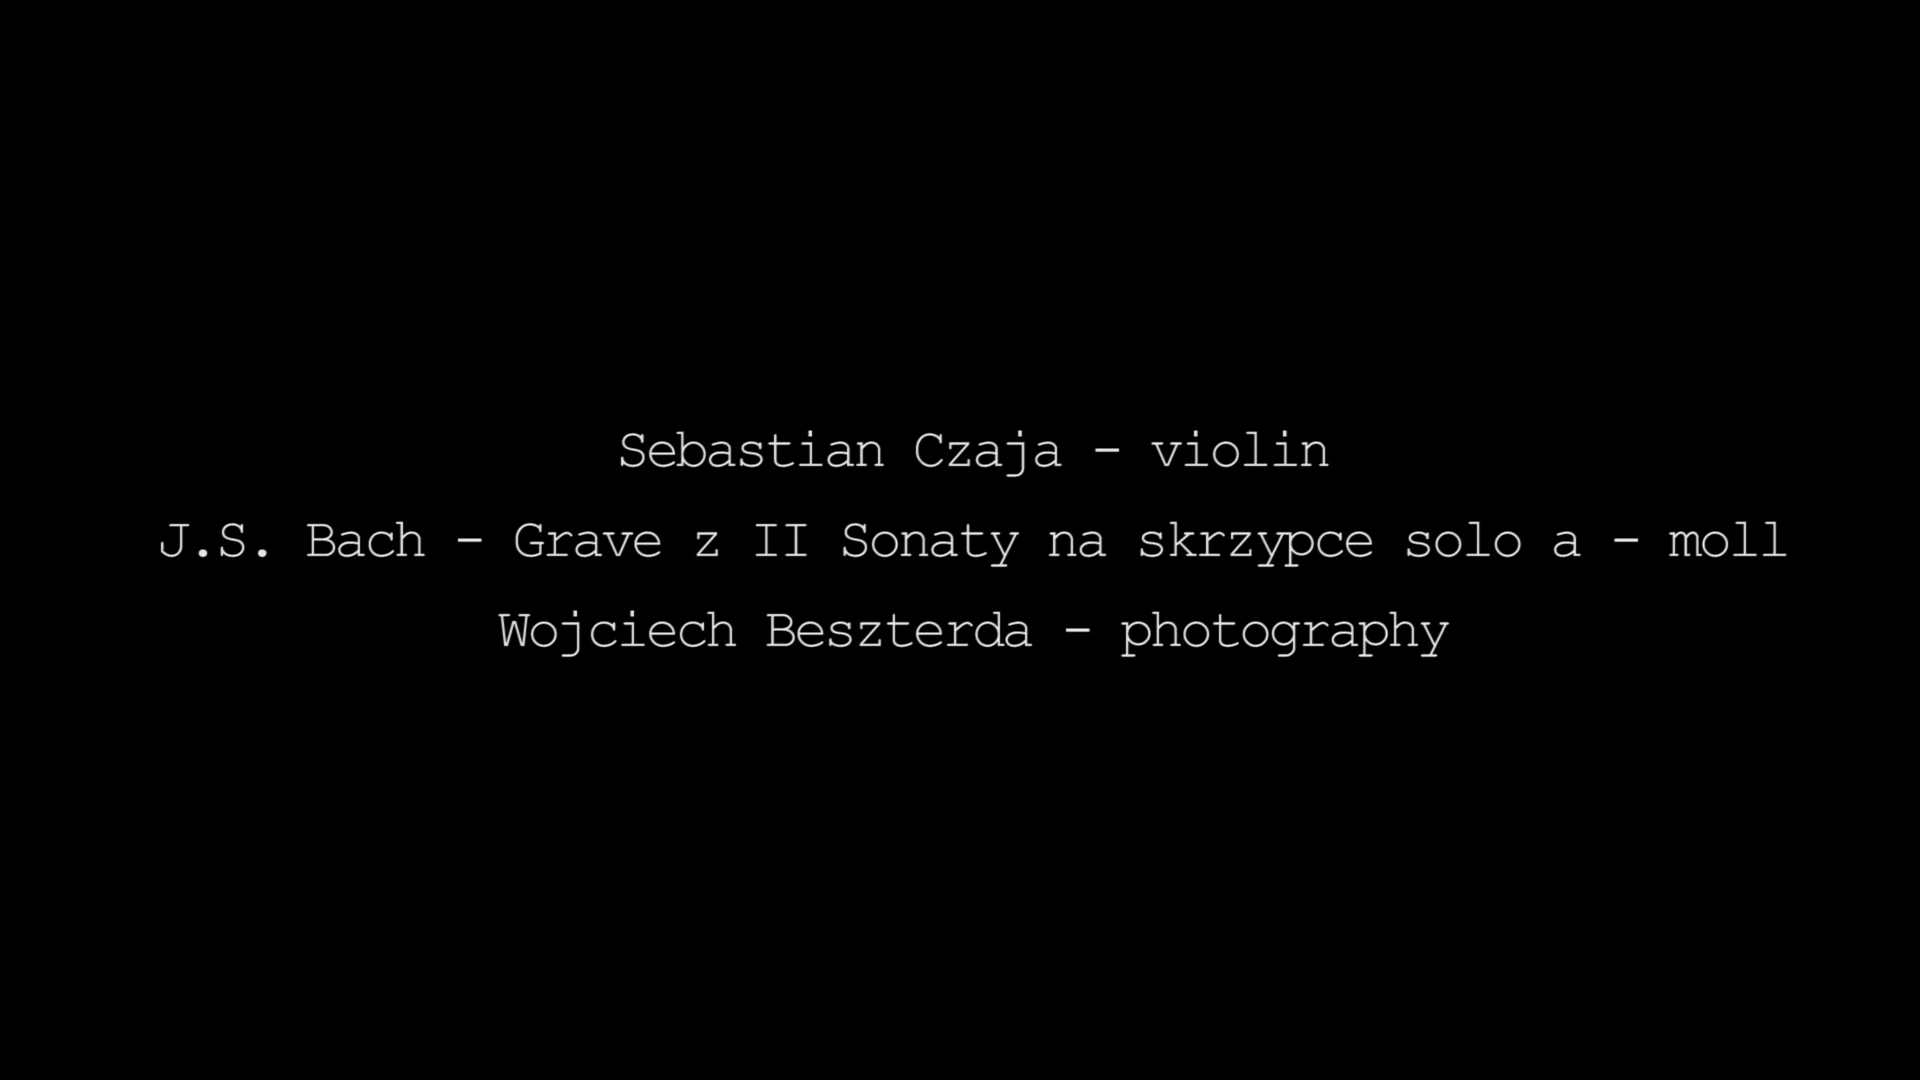 Sebastian Czaja - violin
J.S. Bach - Grave z II Sonaty na skrzypce solo a - moll
Wojciech Beszterda - photography